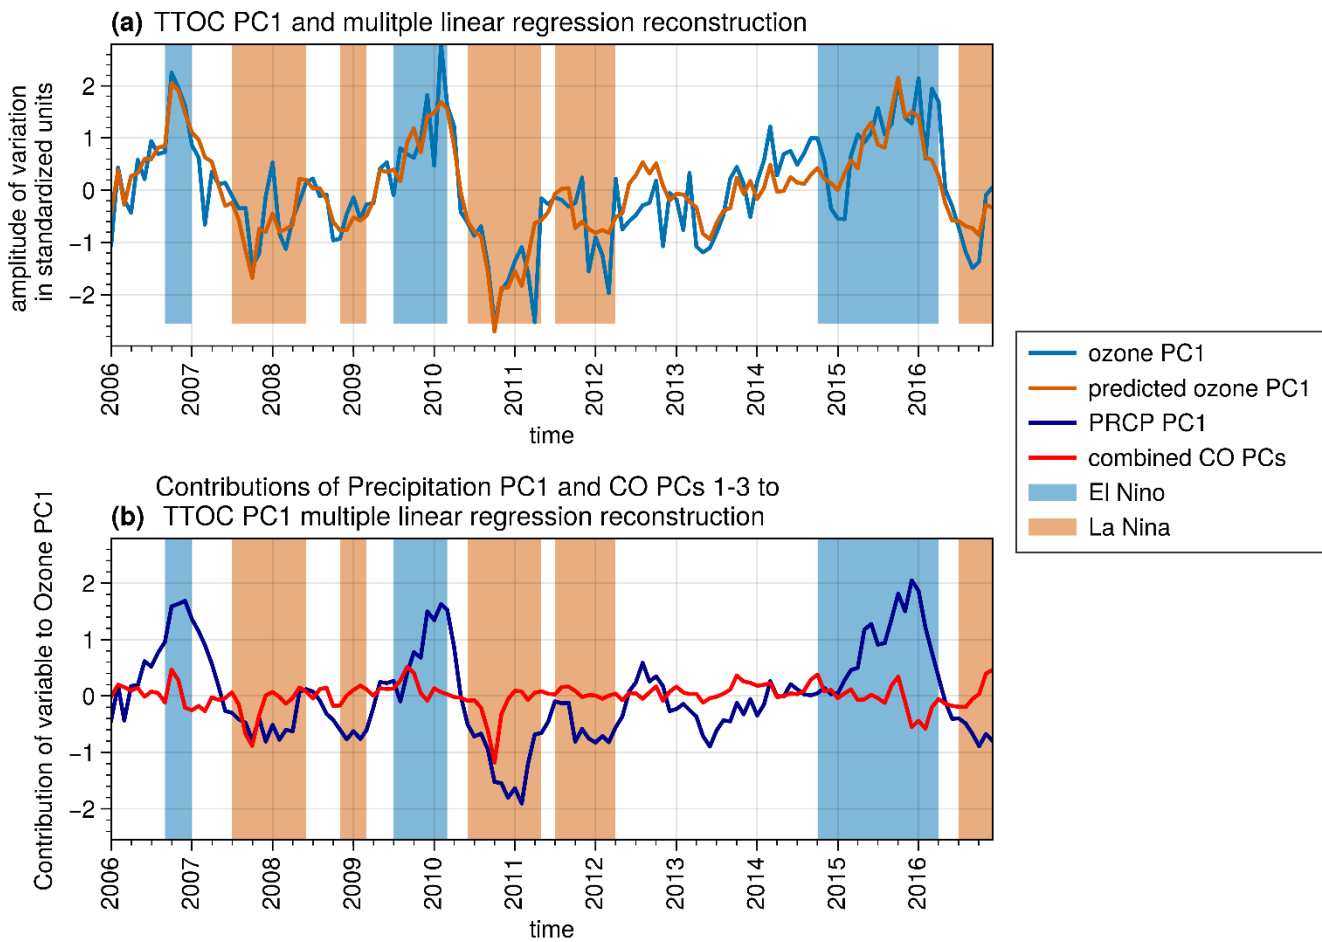 (a) TTOC PC1 and mulitple linear regression reconstruction
amplitude of variation
in standardized units
2
1
0
−1
−2
2006
2007
2008
2009
2010
2011
2012
2013
2014
2015
2016
time
ozone PC1
predicted ozone PC1
PRCP PC1
combined CO PCs
El Nino
La Nina
Contributions of Precipitation PC1 and CO PCs 1-3 to
(b) TTOC PC1 multiple linear regression reconstruction
Contribution of variable to Ozone PC1
2
1
0
−1
−2
2006
2007
2008
2009
2010
2011
2012
2013
2014
2015
2016
time